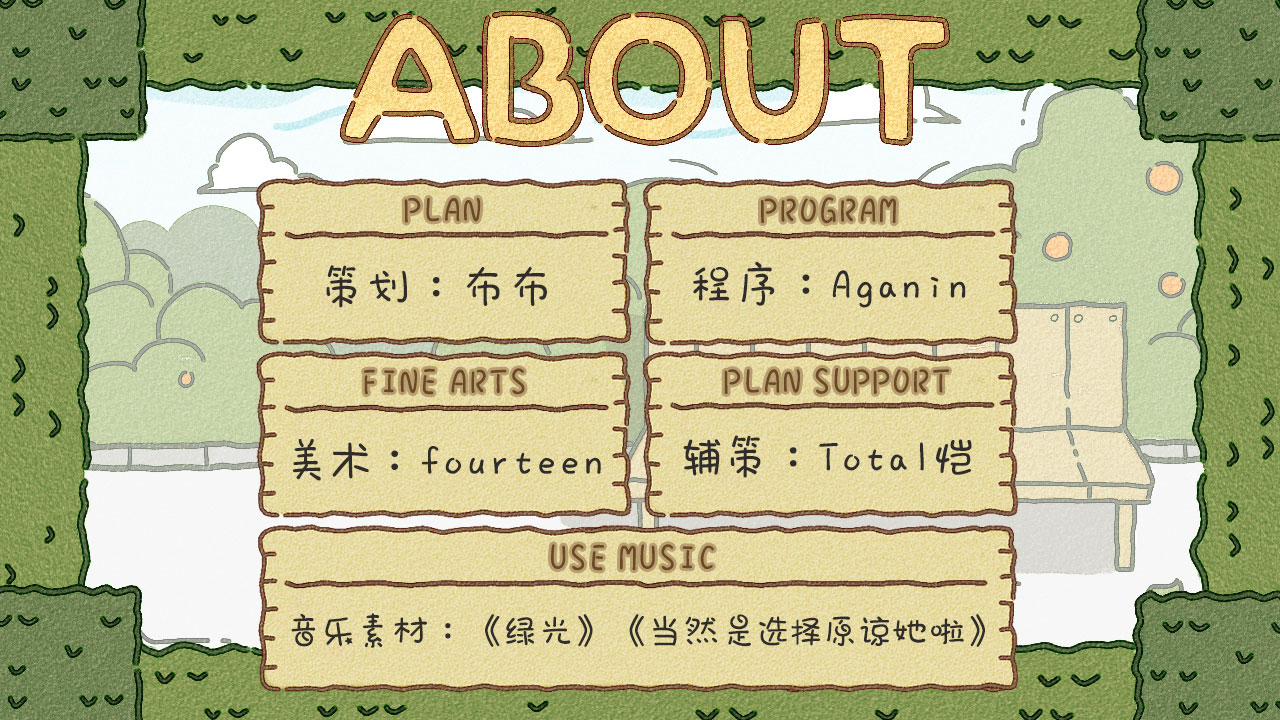 ABOUT
PLAN
策划：布布
PROGRAM
程序：Aganin
FINE ARTS
美术：fourteen
PLAN SUPPORT
辅策：Total恺
USE MUSIC
音乐素材：《绿光》《当然是选择原谅她啦》